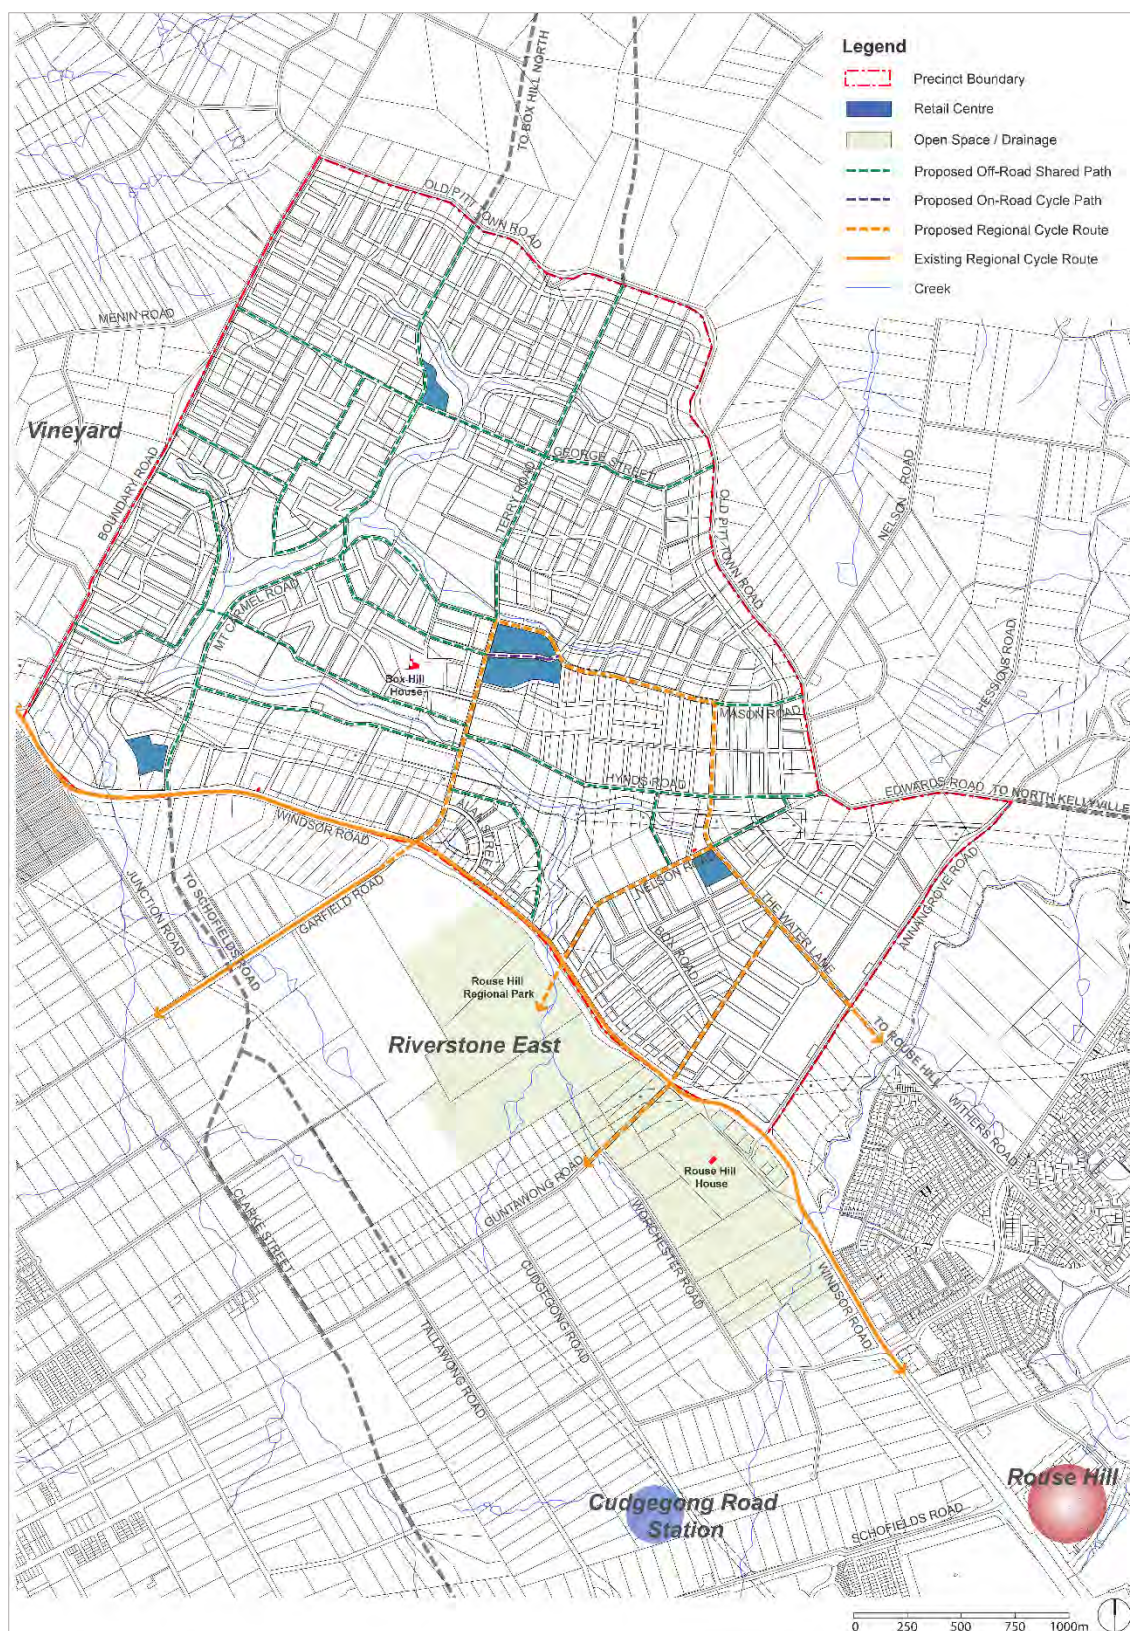 Legend
Precinct Boundary
Retail Centre
Open Space / Drainage
Proposed Off-Road Shared Path
Proposed On-Road Cycle Path
Proposed Regional Cycle Route
Existing Regional Cycle Route
Creek
TO BOX HILL NORTH
OLD PITT TOWN ROAD
MENIN ROAD
Vineyard
BOUNDARY ROAD
GEORGE STREET
TERRY ROAD
OLD PITT TOWN ROAD
NELSON ROAD
HESSIONS ROAD
MT CARMEL ROAD
Box Hill
House
MASON ROAD
HYNDS ROAD
EDWARDS ROAD
TO NORTH KELLYVILLE
WINDSOR ROAD
ALAN STREET
NELSON ROAD
THE WATER LANE
ANNANGROVE ROAD
JUNCTION ROAD
TO SCHOFIELDS ROAD
GARFIELD ROAD
BOX ROAD
Rouse Hill
Regional Park
Riverstone East
TO ROUSE HILL
WITHERS ROAD
Rouse Hill
House
GUNTAWONG ROAD
WORCHESTER ROAD
CLARKE STREET
CUDGEGONG ROAD
TALLAWONG ROAD
WINDSOR ROAD
Cudgegong Road
Station
Rouse Hill
SCHOFIELDS ROAD
0 250 500 750 1000m